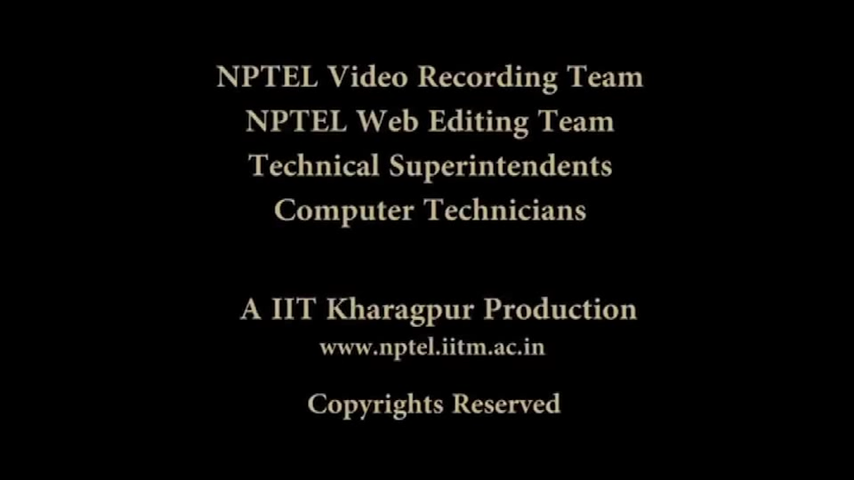 NPTEL Video Recording Team
NPTEL Web Editing Team
Technical Superintendents
Computer Technicians
A IIT Kharagpur Production
www.nptel.iitm.ac.in
Copyrights Reserved